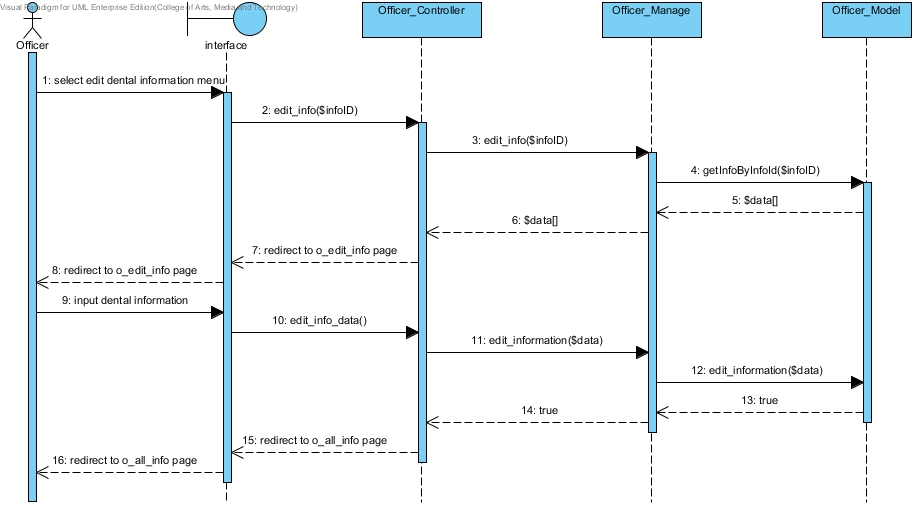 Visual Paradigm for UML Enterprise Edition(College of Arts, Media and Technology)
Officer
interface
Officer_Controller
Officer_Manage
Officer_Model
1: select edit dental information menu
2: edit_info($infoID)
3: edit_info($infoID)
4: getInfoByInfoId($infoID)
5: $data[]
6: $data[]
7: redirect to o_edit_info page
8: redirect to o_edit_info page
9: input dental information
10: edit_info_data()
11: edit_information($data)
12: edit_information($data)
13: true
14: true
15: redirect to o_all_info page
16: redirect to o_all_info page